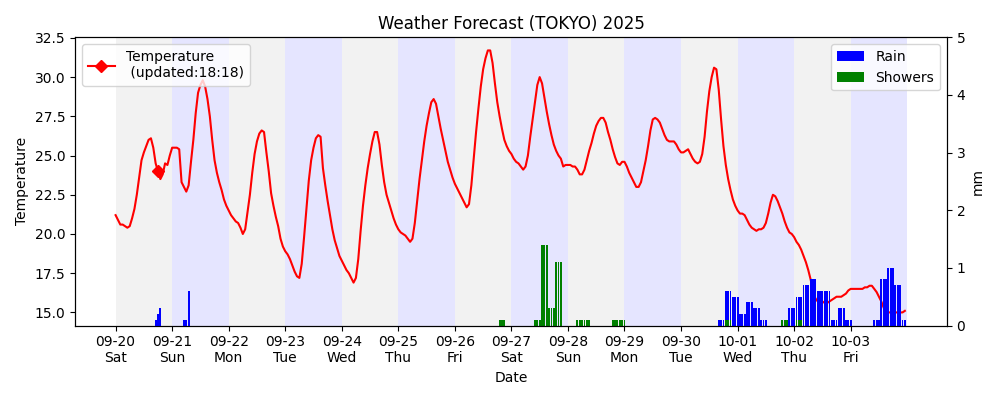 Weather Forecast (TOKYO) 2025
Temperature
(updated:18:18)
Rain
Showers
32.5
30.0
27.5
25.0
22.5
20.0
17.5
15.0
Temperature
5
4
3
2
1
0
mm
09-20 09-21 09-22 09-23 09-24 09-25 09-26 09-27 09-28 09-29 09-30 10-01 10-02 10-03
Sat Sun Mon Tue Wed Thu Fri Sat Sun Mon Tue Wed Thu Fri
Date